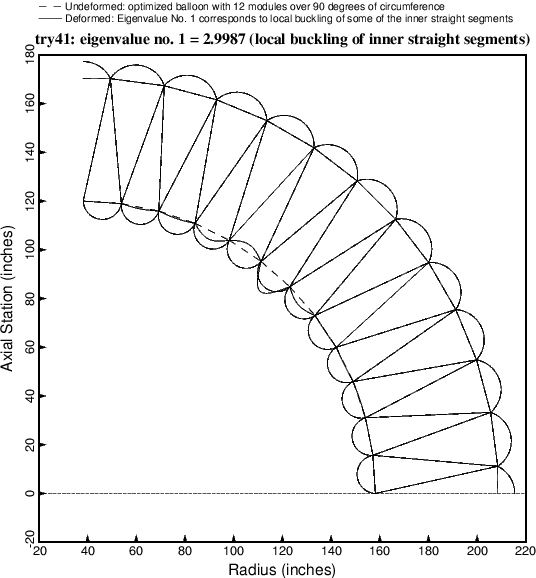 Undeformed: optimized balloon with 12 modules over 90 degrees of circumference
Deformed: Eigenvalue No. 1 corresponds to local buckling of some of the inner straight segments
try41: eigenvalue no. 1 = 2.9987 (local buckling of inner straight segments)
180
160
140
120
100
80
60
40
20
0
-20
Axial Station (inches)
20 40 60 80 100 120 140 160 180 200 220
Radius (inches)